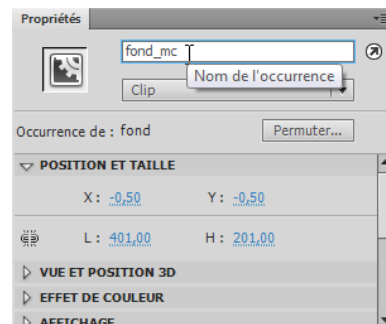 Propriétés
fond_mc
Nom de l'occurrence
Clip
Occurrence de : fond
Permuter...
POSITION ET TAILLE
X : -0,50 Y : -0,50
L : 401,00 H : 201,00
VUE ET POSITION 3D
EFFET DE COULEUR
AFFICHAGE